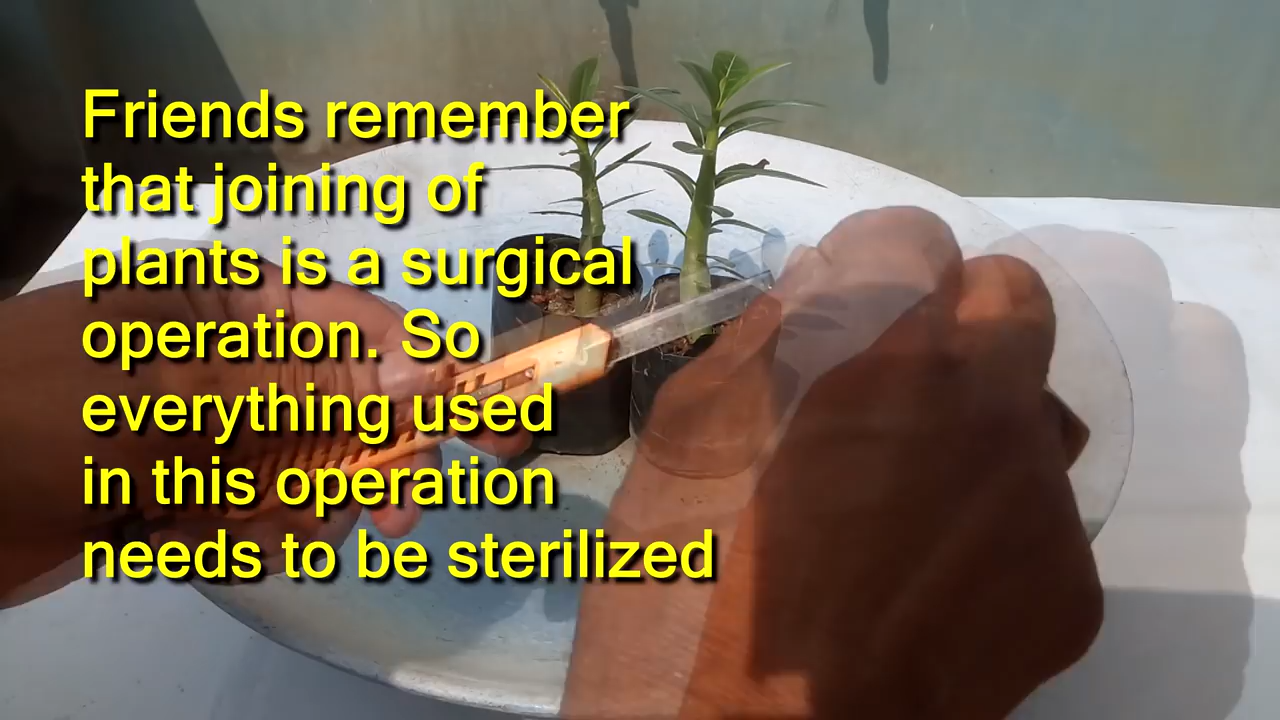 Friends remember
that joining of
plants is a surgical
operation. So
everything used
in this operation
needs to be sterilized